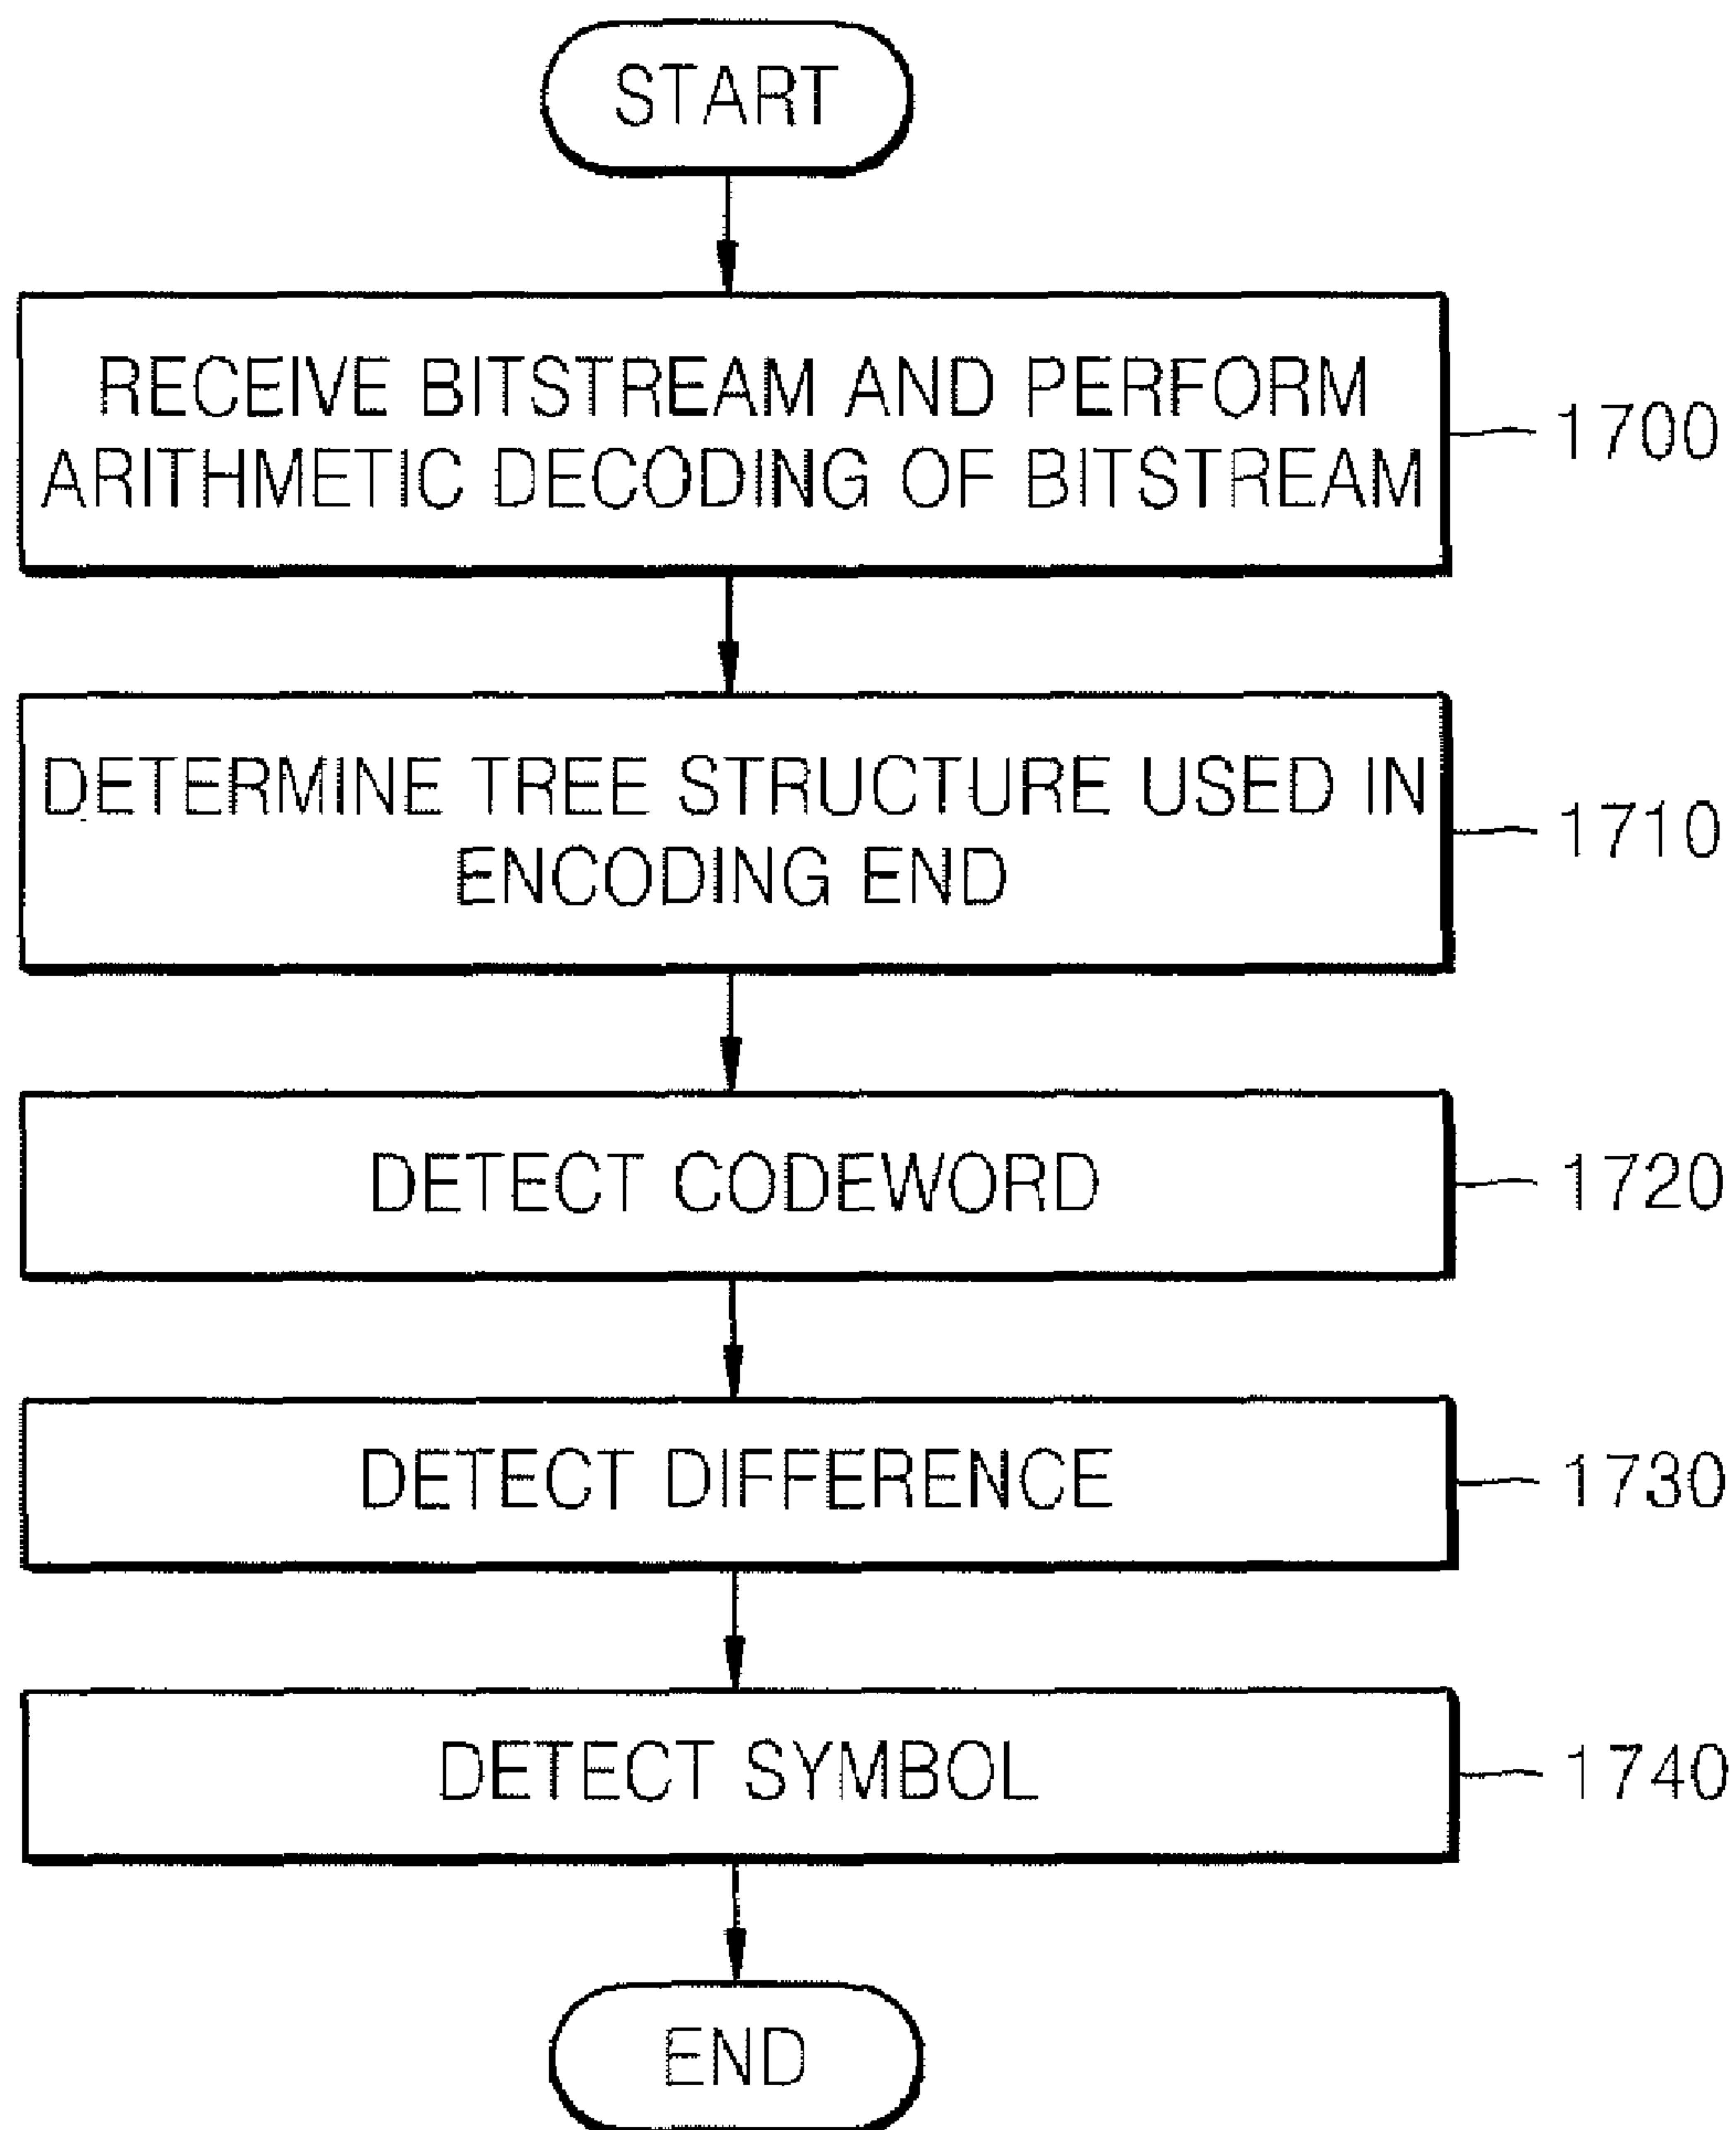 START
RECEIVE BITSTREAM AND PERFORM
ARITHMETIC DECODING OF BITSTREAM
1700
DETERMINE TREE STRUCTURE USED IN
ENCODING END
1710
DETECT CODEWORD
1720
DETECT DIFFERENCE
1730
DETECT SYMBOL
1740
END